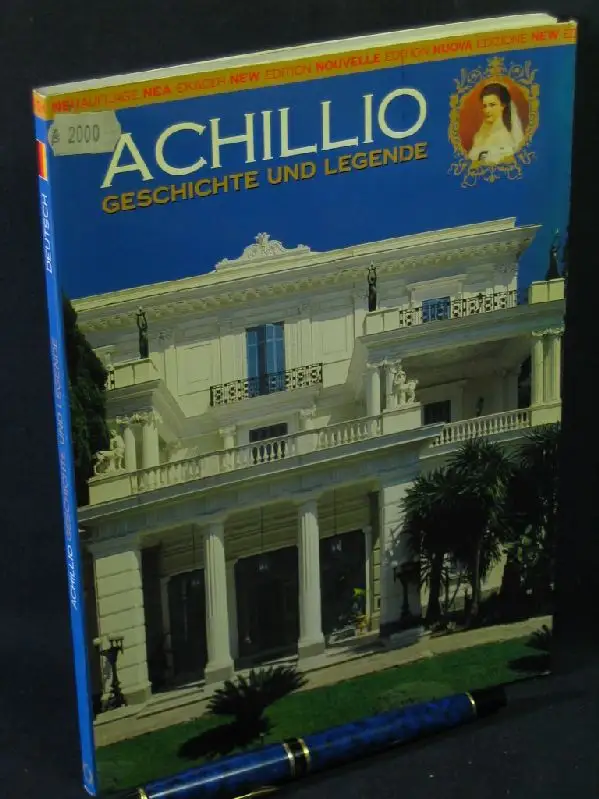 NEUAUFLAGE ΝΕΑ ΕΚΔΟΣΗ NEW EDITION NOUVELLE EDITION NUOVA EDIZIONE NEW ED
2000
ACHILLIO
GESCHICHTE UND LEGENDE
DEUTSCH
ACHILLIO GESCHICHTE UND LEGENDE